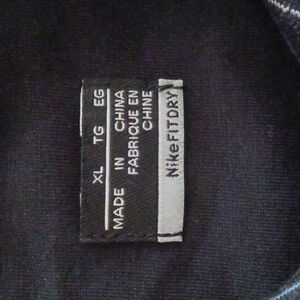 NikeFITDRY
XL TG EG
MADE IN CHINA
FABRIQUE EN
CHINE